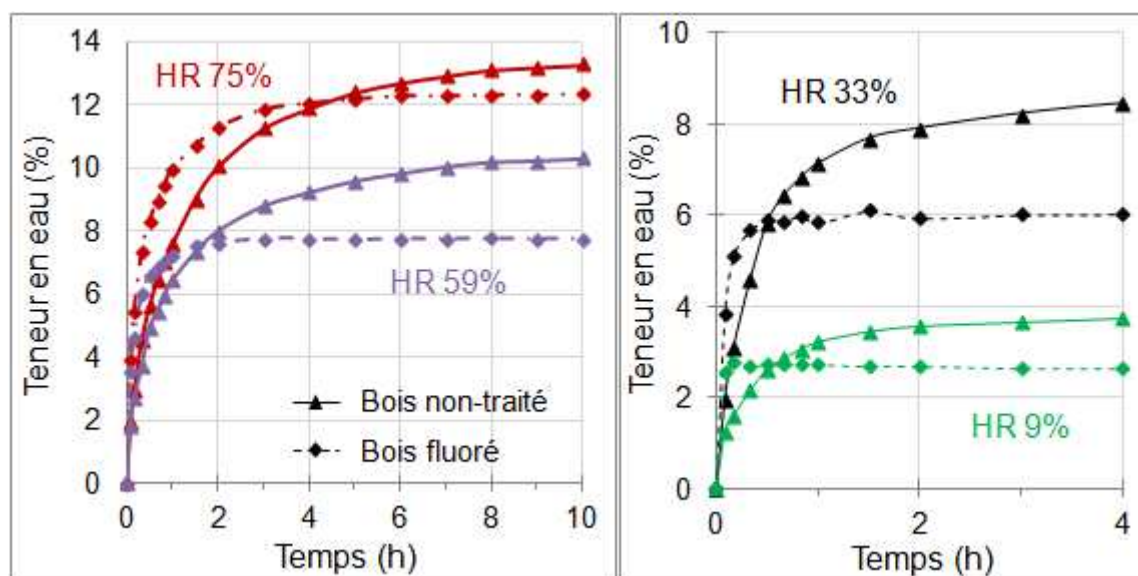 14
12
10
8
6
4
2
0
Teneur en eau (%)
HR 75%
HR 59%
Bois non-traité
Bois fluoré
0
2
4
6
8
10
Temps (h)
10
8
6
4
2
0
Teneur en eau (%)
HR 33%
HR 9%
0
2
4
Temps (h)